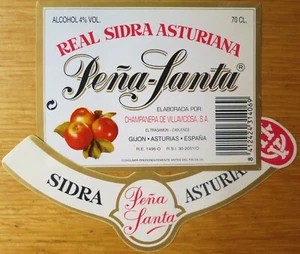 ALCOHOL 4% VOL.
70 CL.
REAL SIDRA ASTURIANA
Peña-Santa®
ELABORADA POR:
CHAMPANERA DE VILLAVICIOSA, S.A.
GIJON • ASTURIAS • ESPAÑA
SIDRA
Peña
Santa
ASTURIANA